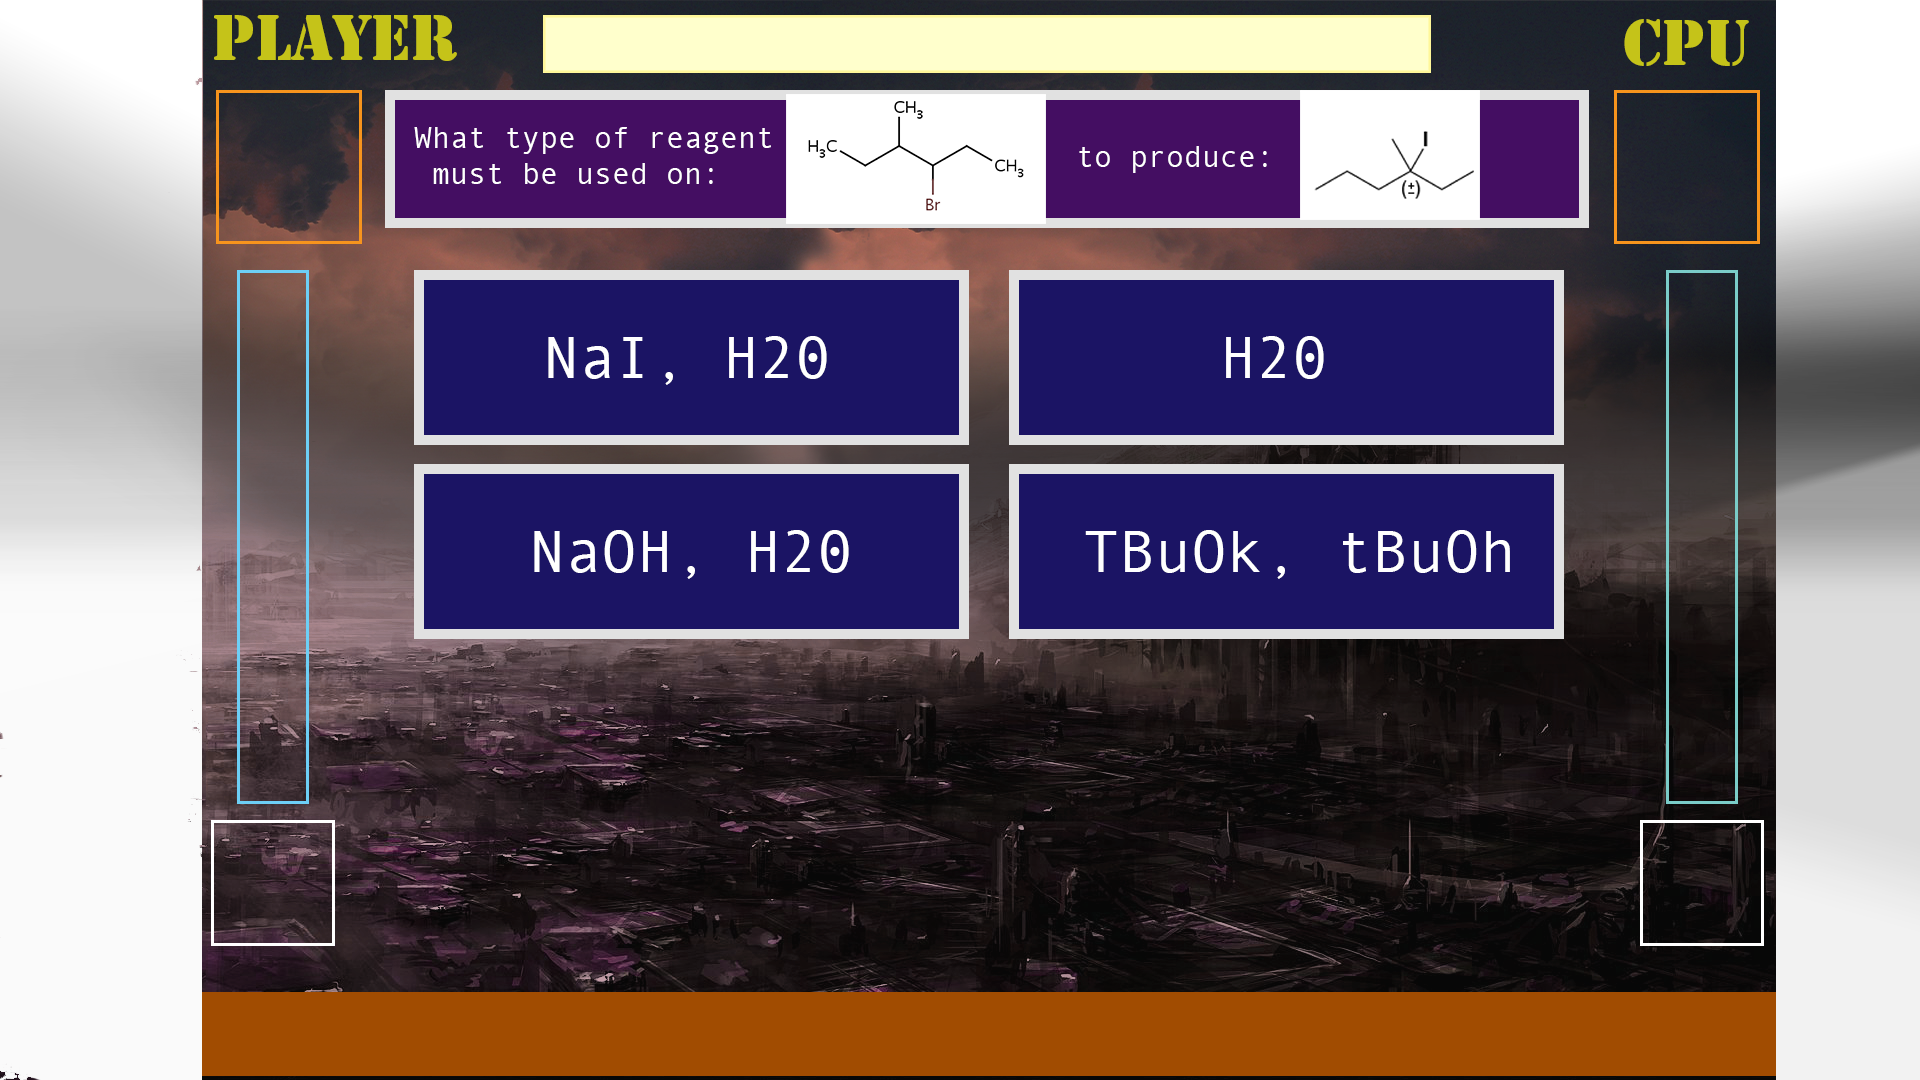 PLAYER
CPU
What type of reagent
must be used on:
CH3
H3C
CH3
Br
to produce:
I
(±)
NaI, H20
H20
NaOH, H20
TBuOk, tBuOh